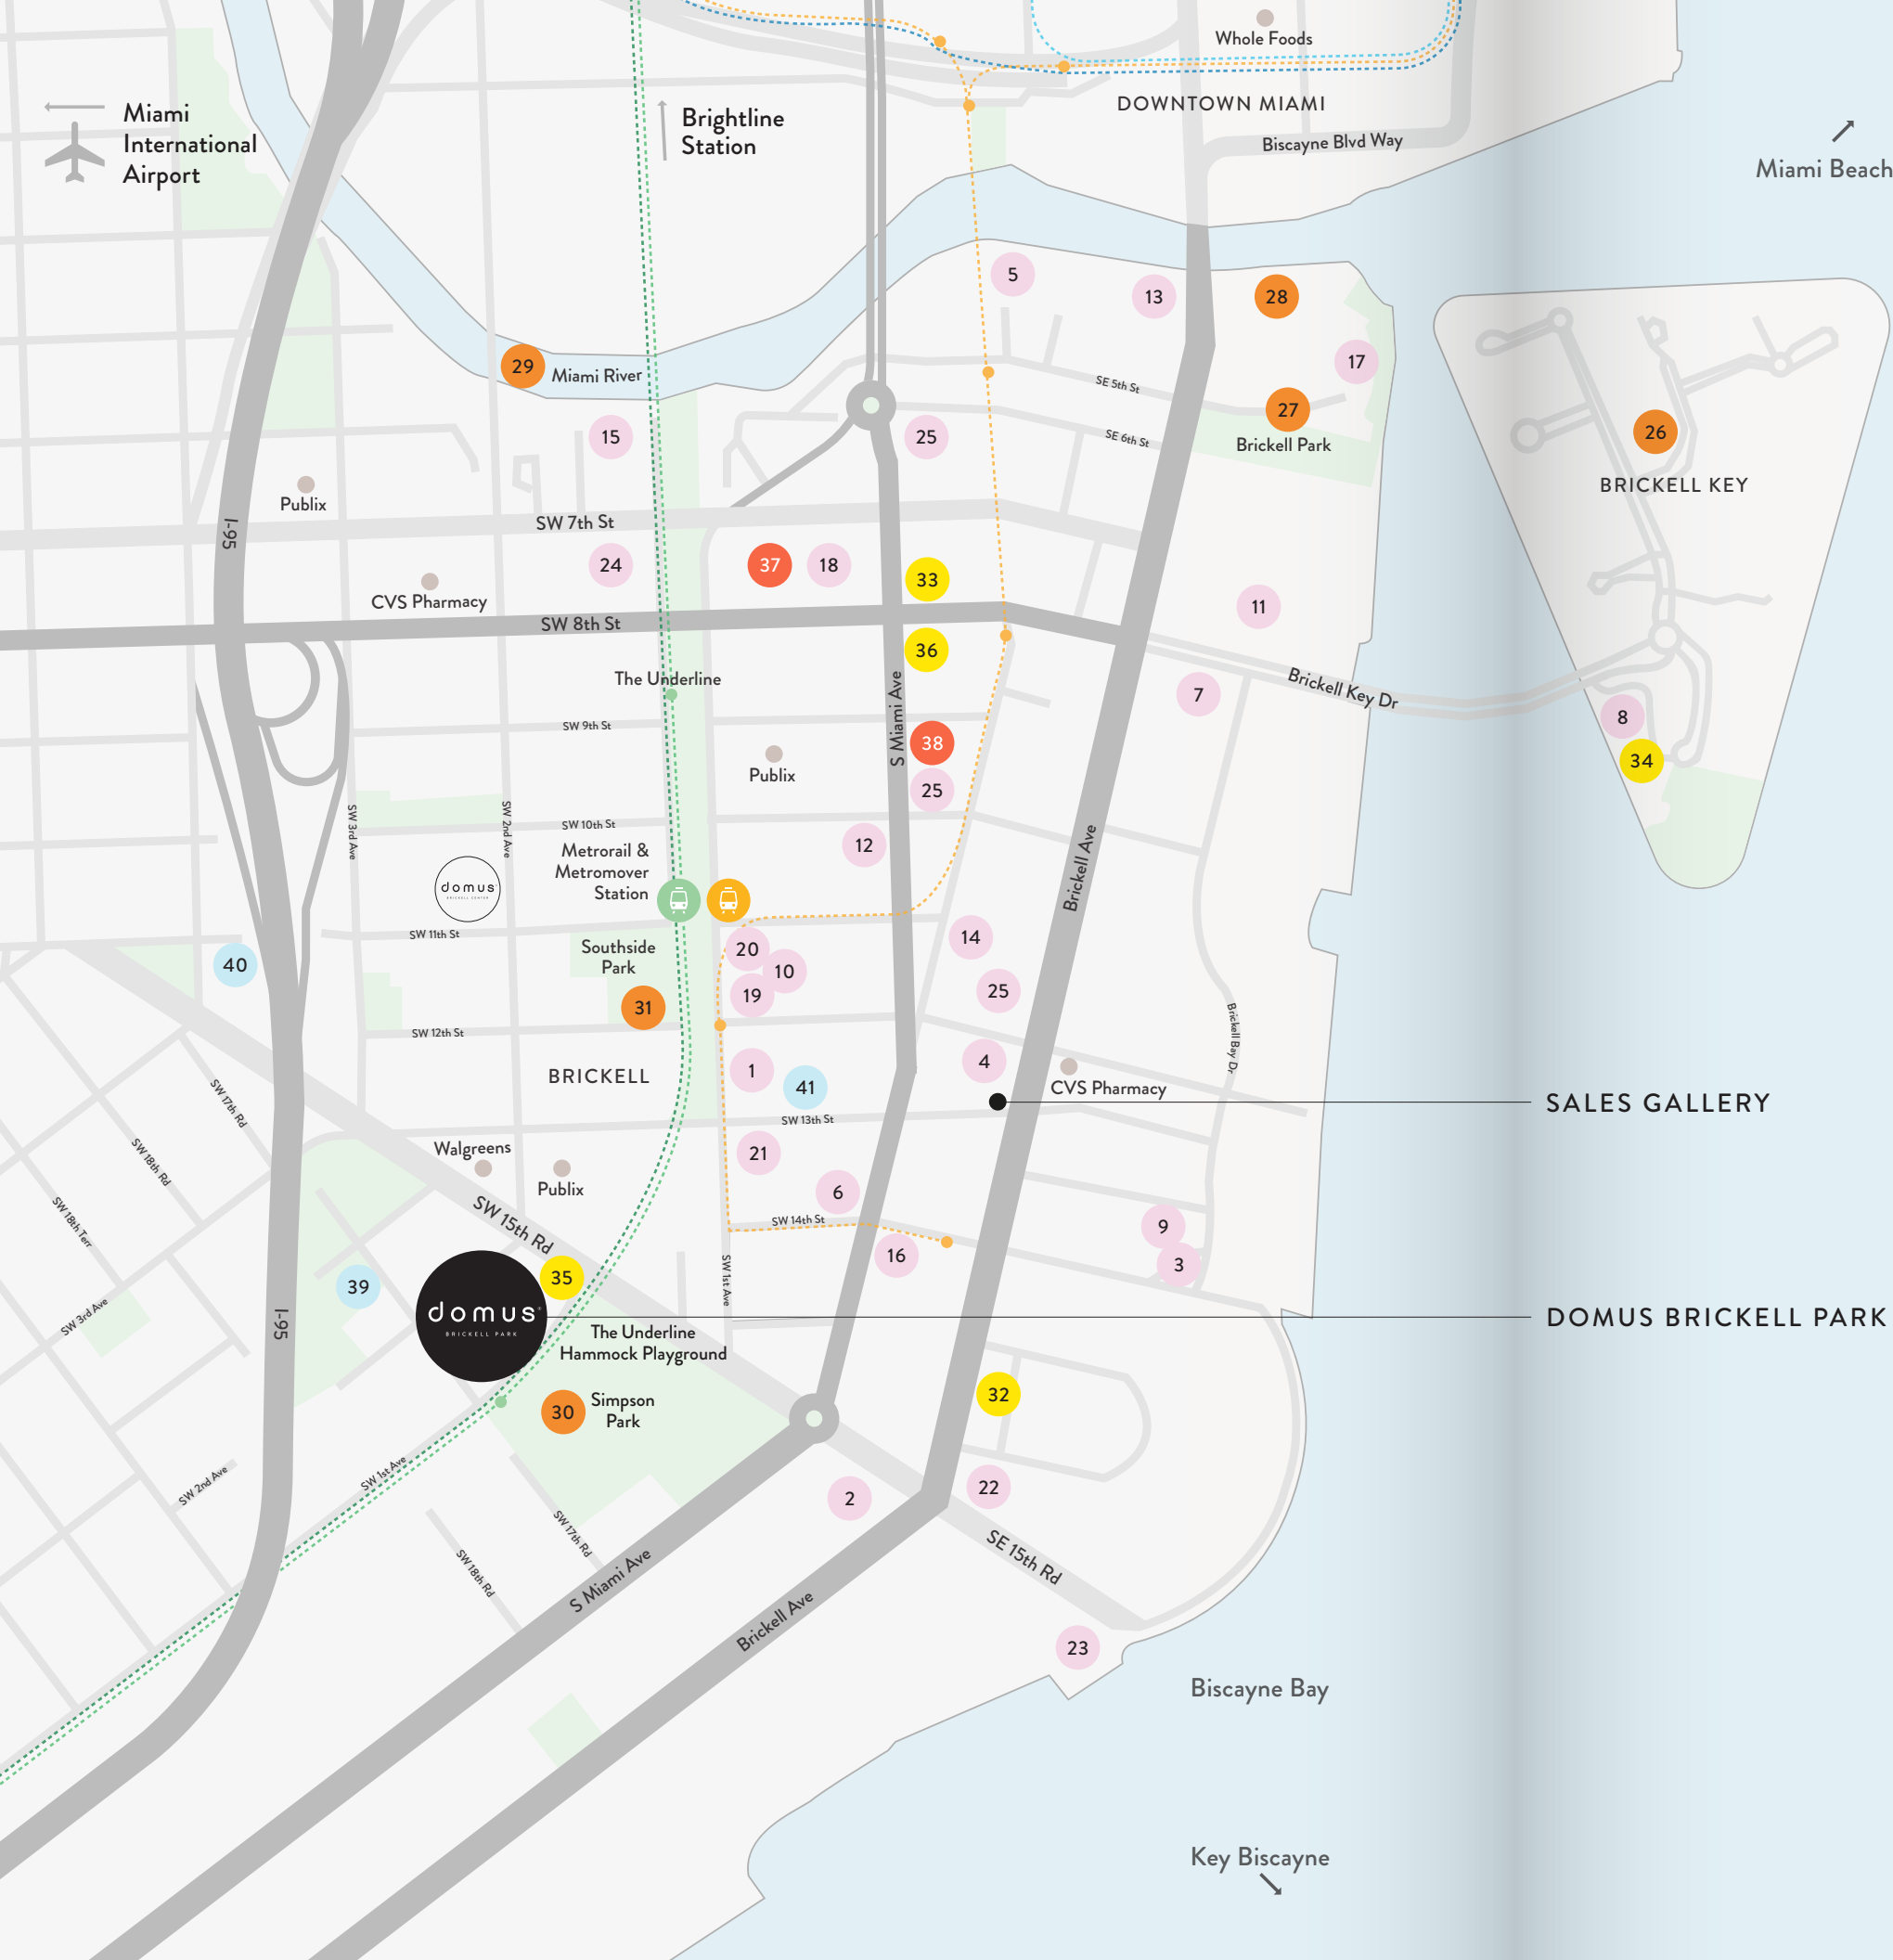 Whole Foods
DOWNTOWN MIAMI
Miami
International
Airport
Brightline
Station
Biscayne Blvd Way
Miami Beach
5
13
28
17
29
Miami River
SE 5th St
27
Brickell Park
15
25
SE 6th St
26
BRICKELL KEY
Publix
I-95
SW 7th St
24
37
18
33
CVS Pharmacy
11
SW 8th St
36
The Underline
Brickell Key Dr
7
8
SW 9th St
S Miami Ave
38
34
Publix
25
SW 3rd Ave
SW 2nd Ave
SW 10th St
12
Metrorail &
Metromover
Station
Brickell Ave
domus
BRICKELL CENTER
SW 11th St
14
40
Southside
Park
20
10
19
25
31
Brickell Bay Dr
SW 12th St
BRICKELL
1
41
4
CVS Pharmacy
SW 17th Rd
SALES GALLERY
SW 13th St
Walgreens
21
SW 18th Rd
Publix
6
SW 18th Terr
SW 15th Rd
SW 14th St
9
16
3
35
39
SW 1st Ave
SW 3rd Ave
I-95
domus
BRICKELL PARK
DOMUS BRICKELL PARK
The Underline
Hammock Playground
32
30
Simpson
Park
SW 2nd Ave
SW 1st Ave
2
22
SW 17th Rd
SW 18th Rd
S Miami Ave
SE 15th Rd
Brickell Ave
23
Biscayne Bay
Key Biscayne